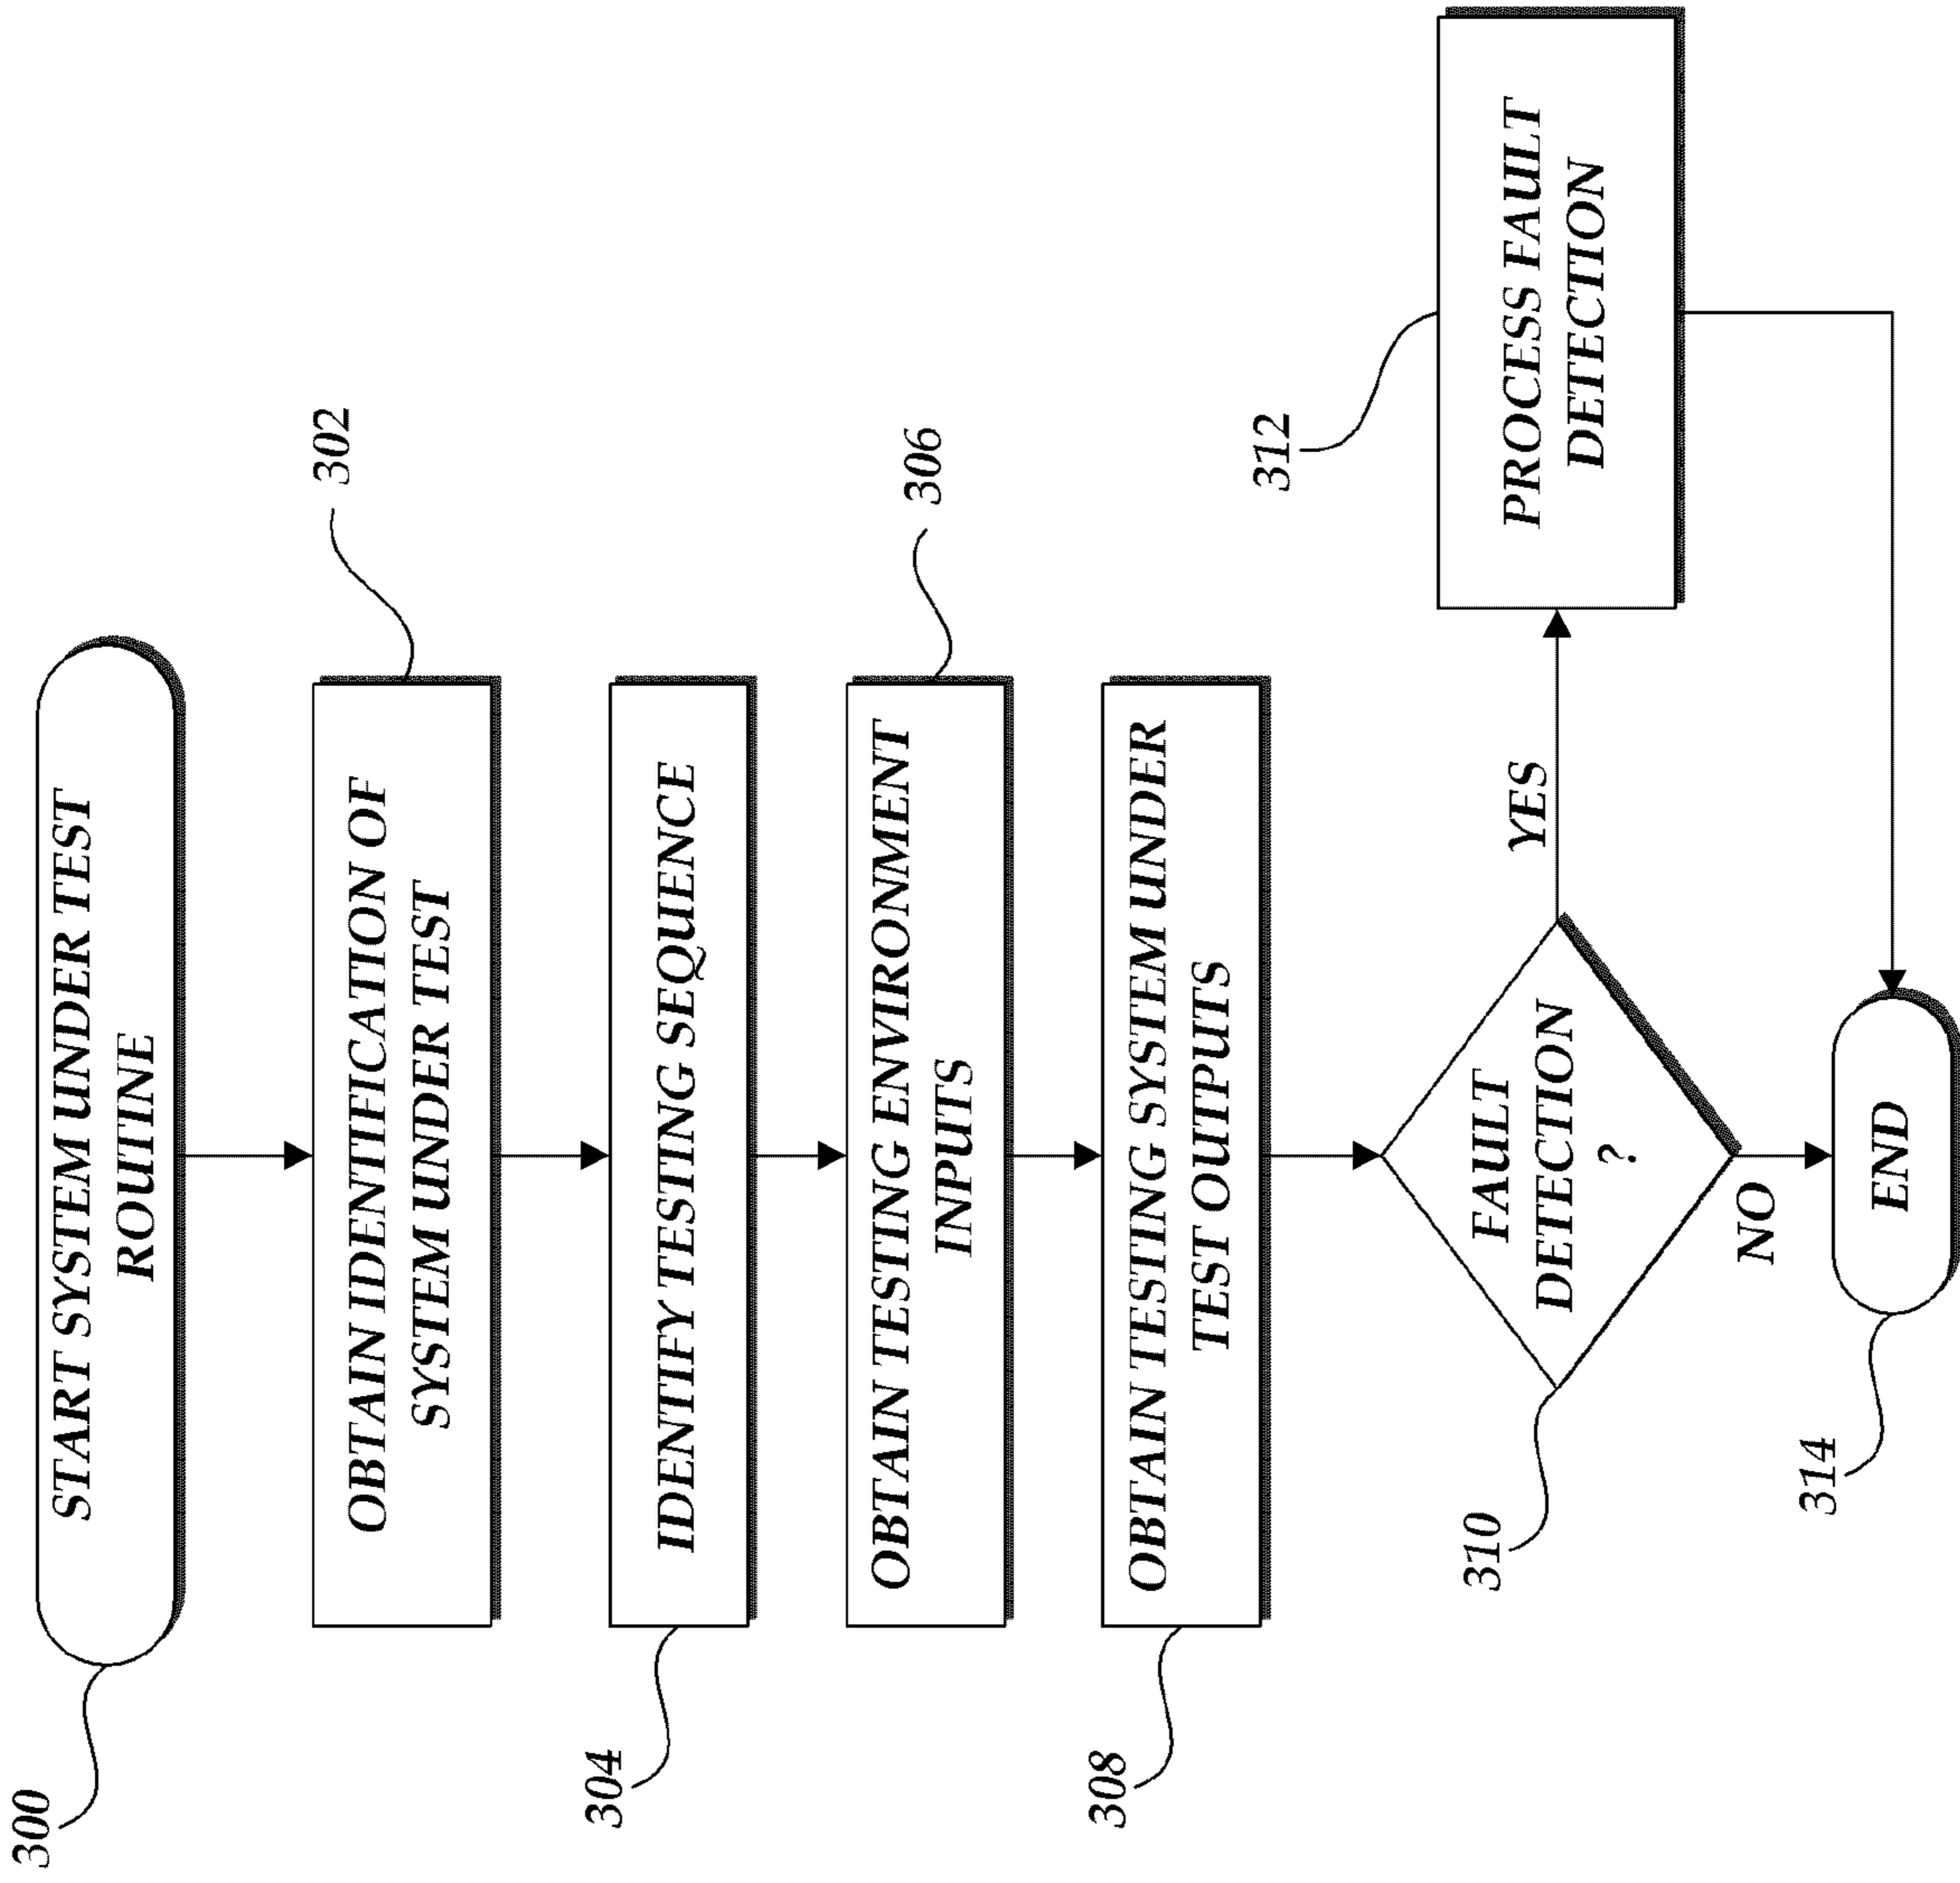 300
START SYSTEM UNDER TEST
ROUTINE
302
OBTAIN IDENTIFICATION OF
SYSTEM UNDER TEST
304
IDENTIFY TESTING SEQUENCE
306
OBTAIN TESTING ENVIRONMENT
INPUTS
308
OBTAIN TESTING SYSTEM UNDER
TEST OUTPUTS
310
FAULT
DETECTION
?
YES
312
PROCESS FAULT
DETECTION
NO
314
END